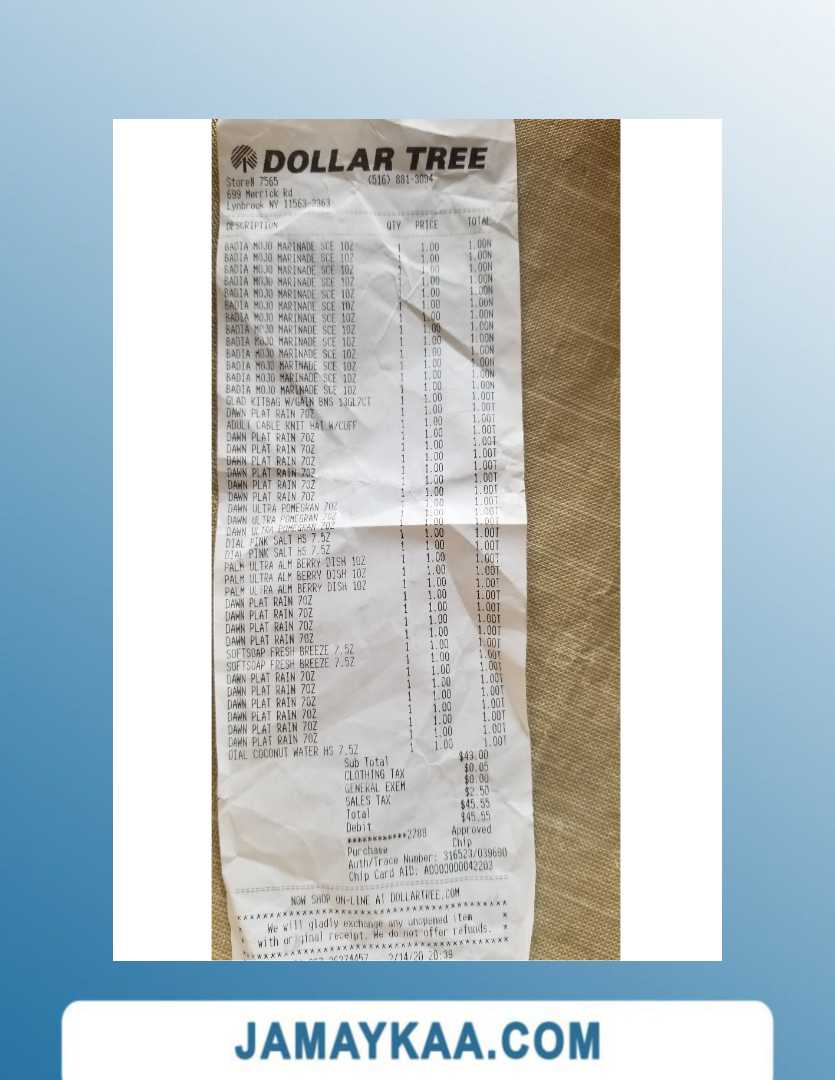 DOLLAR TREE
Store# 7565 (516) 881-3094
699 Merrick Rd
Lynbrook NY 11563-3363
DESCRIPTION QTY PRICE TOTAL
BADIA MOJO MARINADE SCE 10Z 1 1.00 1.00N
BADIA MOJO MARINADE SCE 10Z 1 1.00 1.00N
BADIA MOJO MARINADE SCE 10Z 1 1.00 1.00N
BADIA MOJO MARINADE SCE 10Z 1 1.00 1.00N
BADIA MOJO MARINADE SCE 10Z 1 1.00 1.00N
BADIA MOJO MARINADE SCE 10Z 1 1.00 1.00N
BADIA MOJO MARINADE SCE 10Z 1 1.00 1.00N
BADIA MOJO MARINADE SCE 10Z 1 1.00 1.00N
BADIA MOJO MARINADE SCE 10Z 1 1.00 1.00N
BADIA MOJO MARINADE SCE 10Z 1 1.00 1.00N
BADIA MOJO MARINADE SCE 10Z 1 1.00 1.00N
BADIA MOJO MARINADE SCE 10Z 1 1.00 1.00N
BADIA MOJO MARINADE SCE 10Z 1 1.00 1.00N
GLAD KITBAG W/GAIN BNS 13GL7CT 1 1.00 1.00T
DAWN PLAT RAIN 7OZ 1 1.00 1.00T
ADULT CABLE KNIT HAT W/CUFF 1 1.00 1.00T
DAWN PLAT RAIN 7OZ 1 1.00 1.00T
DAWN PLAT RAIN 7OZ 1 1.00 1.00T
DAWN PLAT RAIN 7OZ 1 1.00 1.00T
DAWN PLAT RAIN 7OZ 1 1.00 1.00T
DAWN PLAT RAIN 7OZ 1 1.00 1.00T
DAWN PLAT RAIN 7OZ 1 1.00 1.00T
DAWN ULTRA POMEGRAN 7OZ 1 1.00 1.00T
DAWN ULTRA POMEGRAN 7OZ 1 1.00 1.00T
DAWN ULTRA POMEGRAN 7OZ 1 1.00 1.00T
DIAL PINK SALT HS 7.5Z 1 1.00 1.00T
DIAL PINK SALT HS 7.5Z 1 1.00 1.00T
PALM ULTRA ALM BERRY DISH 10Z 1 1.00 1.00T
PALM ULTRA ALM BERRY DISH 10Z 1 1.00 1.00T
PALM ULTRA ALM BERRY DISH 10Z 1 1.00 1.00T
DAWN PLAT RAIN 7OZ 1 1.00 1.00T
DAWN PLAT RAIN 7OZ 1 1.00 1.00T
DAWN PLAT RAIN 7OZ 1 1.00 1.00T
DAWN PLAT RAIN 7OZ 1 1.00 1.00T
SOFTSOAP FRESH BREEZE 7.5Z 1 1.00 1.00T
SOFTSOAP FRESH BREEZE 7.5Z 1 1.00 1.00T
DAWN PLAT RAIN 7OZ 1 1.00 1.00T
DAWN PLAT RAIN 7OZ 1 1.00 1.00T
DAWN PLAT RAIN 7OZ 1 1.00 1.00T
DAWN PLAT RAIN 7OZ 1 1.00 1.00T
DAWN PLAT RAIN 7OZ 1 1.00 1.00T
DAWN PLAT RAIN 7OZ 1 1.00 1.00T
DIAL COCONUT WATER HS 7.5Z 1 1.00 1.00T
Sub Total $43.00
CLOTHING TAX $0.05
GENERAL EXEM $0.00
SALES TAX $2.50
Total $45.55
Debit $45.55
************2788 Approved
Purchase Chip
Auth/Trace Number: 316523/039690
Chip Card AID: A0000000042203
NOW SHOP ON-LINE AT DOLLARTREE.COM
* We will gladly exchange any unopened item *
* with original receipt. We do not offer refunds. *
2/14/20 20:39
JAMAYKAA.COM